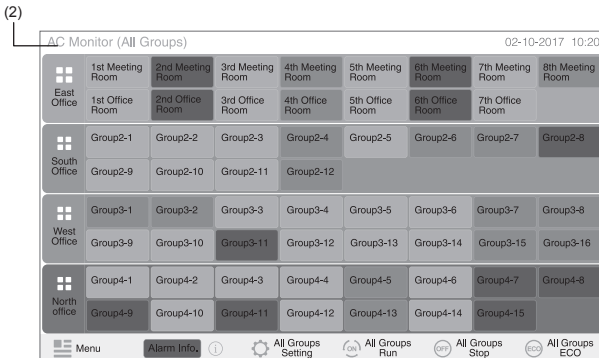 (2)
AC Monitor (All Groups) 02-10-2017 10:20
East Office
1st Meeting Room 2nd Meeting Room 3rd Meeting Room 4th Meeting Room 5th Meeting Room 6th Meeting Room 7th Meeting Room 8th Meeting Room
1st Office Room 2nd Office Room 3rd Office Room 4th Office Room 5th Office Room 6th Office Room 7th Office Room
South Office
Group2-1 Group2-2 Group2-3 Group2-4 Group2-5 Group2-6 Group2-7 Group2-8
Group2-9 Group2-10 Group2-11 Group2-12
West Office
Group3-1 Group3-2 Group3-3 Group3-4 Group3-5 Group3-6 Group3-7 Group3-8
Group3-9 Group3-10 Group3-11 Group3-12 Group3-13 Group3-14 Group3-15 Group3-16
North office
Group4-1 Group4-2 Group4-3 Group4-4 Group4-5 Group4-6 Group4-7 Group4-8
Group4-9 Group4-10 Group4-11 Group4-12 Group4-13 Group4-14 Group4-15
Menu Alarm Info. i All Groups Setting ON All Groups Run OFF All Groups Stop ECO All Groups ECO